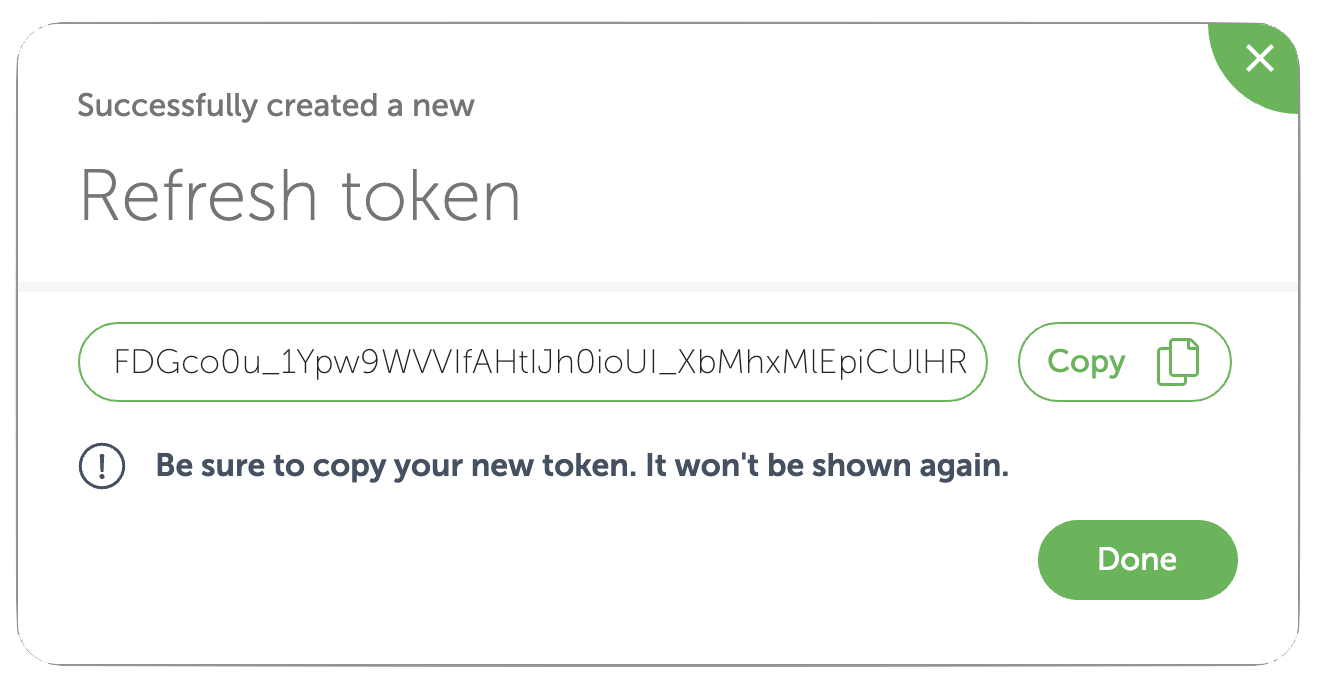 Successfully created a new
Refresh token
FDGco0u_1Ypw9WVVIfAHtIJh0ioUI_XbMhxMlEpiCUlHR
Copy
Be sure to copy your new token. It won't be shown again.
Done